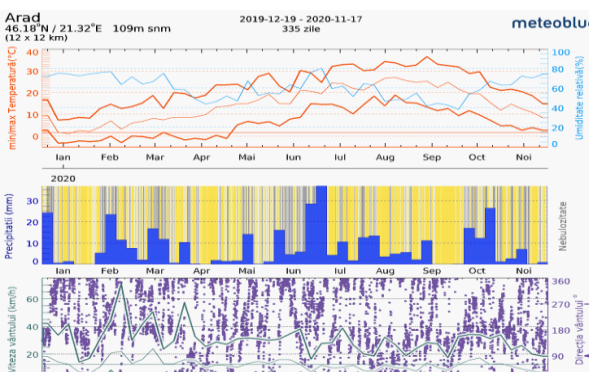 Arad
46.18°N / 21.32°E 109m snm
(12 x 12 km)
2019-12-19 - 2020-11-17
335 zile
meteoblue
min/max Temperatură(°C)
40
30
20
10
0
100
80
60
40
20
0
Umiditate relativă(%)
Ian Feb Mar Apr Mai Iun Iul Aug Sep Oct Noi
2020
Precipitații (mm)
30
20
10
0
Nebulozitate
Ian Feb Mar Apr Mai Iun Iul Aug Sep Oct Noi
Viteza vântului (km/h)
60
40
20
360
270
180
90
Direcția vântului °